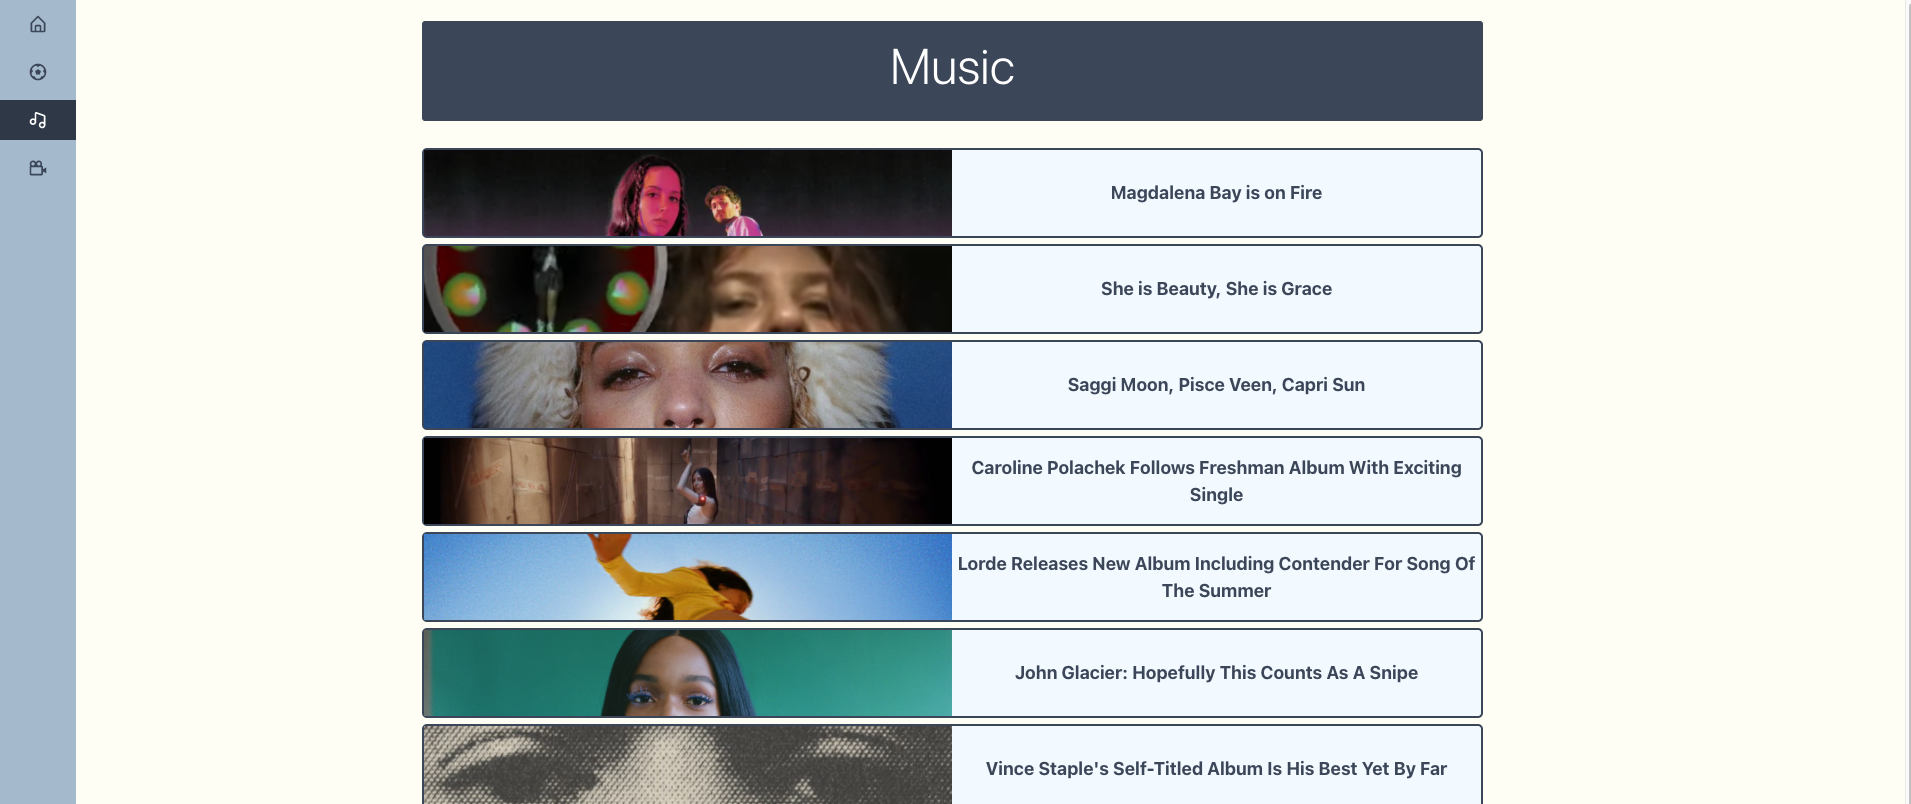 Music
Magdalena Bay is on Fire
She is Beauty, She is Grace
Saggi Moon, Pisce Veen, Capri Sun
Caroline Polachek Follows Freshman Album With Exciting
Single
Lorde Releases New Album Including Contender For Song Of
The Summer
John Glacier: Hopefully This Counts As A Snipe
Vince Staple's Self-Titled Album Is His Best Yet By Far